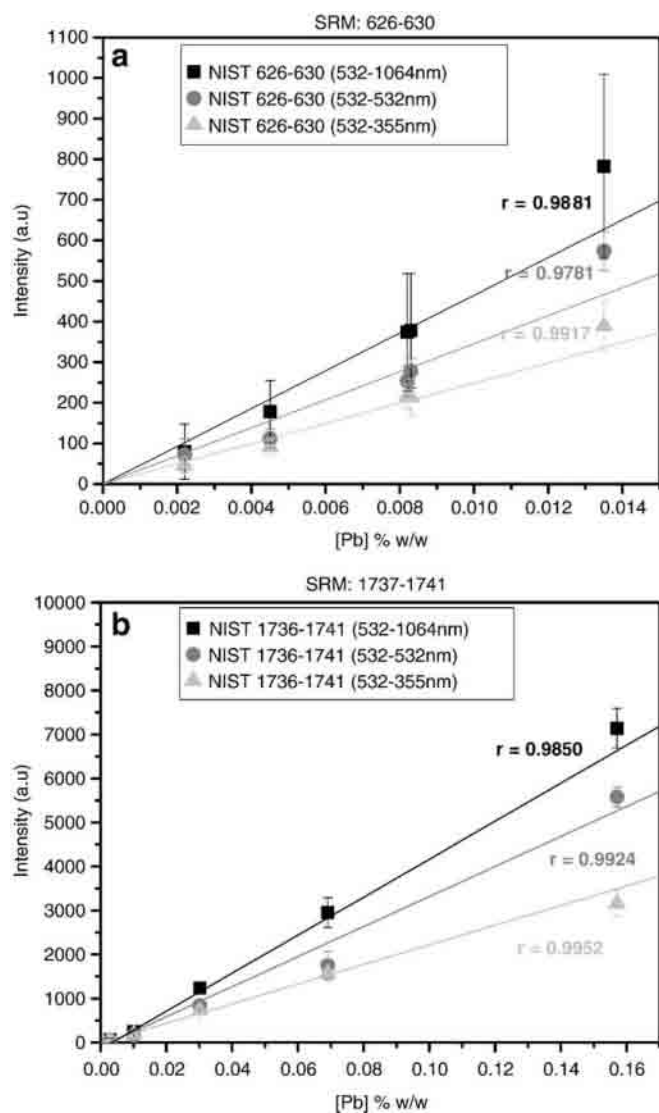 SRM: 626-630
a
NIST 626-630 (532-1064nm)
NIST 626-630 (532-532nm)
NIST 626-630 (532-355nm)
1100
1000
900
800
700
600
500
400
300
200
100
0
Intensity (a.u)
r = 0.9881
r = 0.9781
r = 0.9917
0.000 0.002 0.004 0.006 0.008 0.010 0.012 0.014
[Pb] % w/w
SRM: 1737-1741
b
NIST 1736-1741 (532-1064nm)
NIST 1736-1741 (532-532nm)
NIST 1736-1741 (532-355nm)
10000
9000
8000
7000
6000
5000
4000
3000
2000
1000
0
Intensity (a.u)
r = 0.9850
r = 0.9924
r = 0.9952
0.00 0.02 0.04 0.06 0.08 0.10 0.12 0.14 0.16
[Pb] % w/w